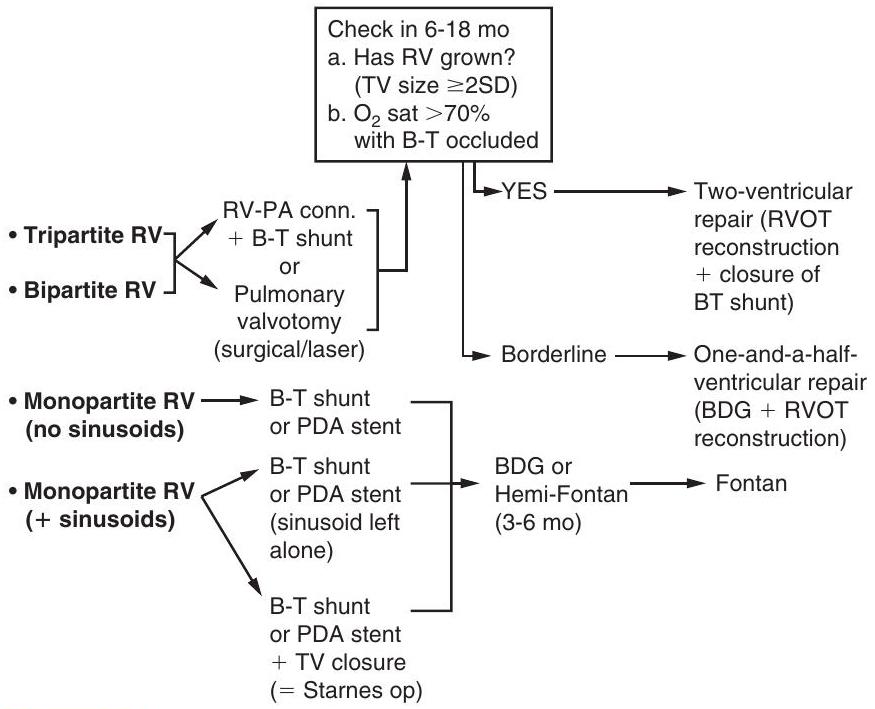 Check in 6-18 mo
a. Has RV grown?
(TV size ≥2SD)
b. O₂ sat >70%
with B-T occluded
• Tripartite RV
• Bipartite RV
RV-PA conn.
+ B-T shunt
or
Pulmonary
valvotomy
(surgical/laser)
YES
Two-ventricular
repair (RVOT
reconstruction
+ closure of
BT shunt)
Borderline
One-and-a-half-
ventricular repair
(BDG + RVOT
reconstruction)
• Monopartite RV
(no sinusoids)
B-T shunt
or PDA stent
• Monopartite RV
(+ sinusoids)
B-T shunt
or PDA stent
(sinusoid left
alone)
B-T shunt
or PDA stent
+ TV closure
(= Starnes op)
BDG or
Hemi-Fontan
(3-6 mo)
Fontan